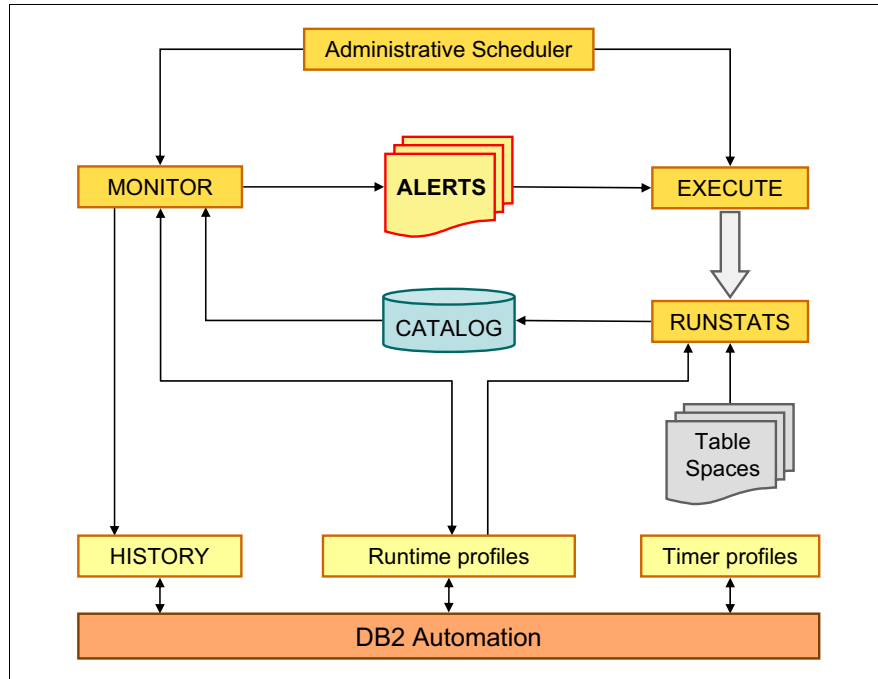 Administrative Scheduler
MONITOR
ALERTS
EXECUTE
CATALOG
RUNSTATS
Table
Spaces
HISTORY
Runtime profiles
Timer profiles
DB2 Automation